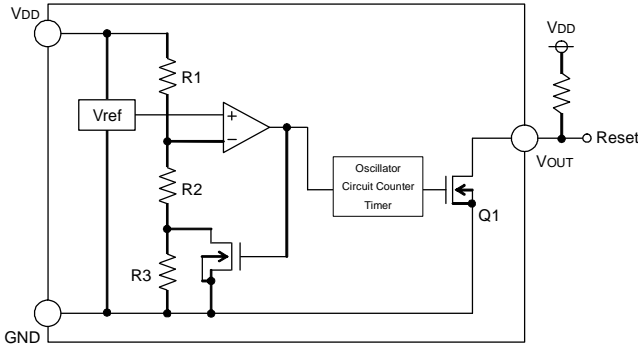 VDD
VDD
R1
Vref
+
−
Reset
VOUT
Oscillator
Circuit Counter
Timer
R2
Q1
R3
GND